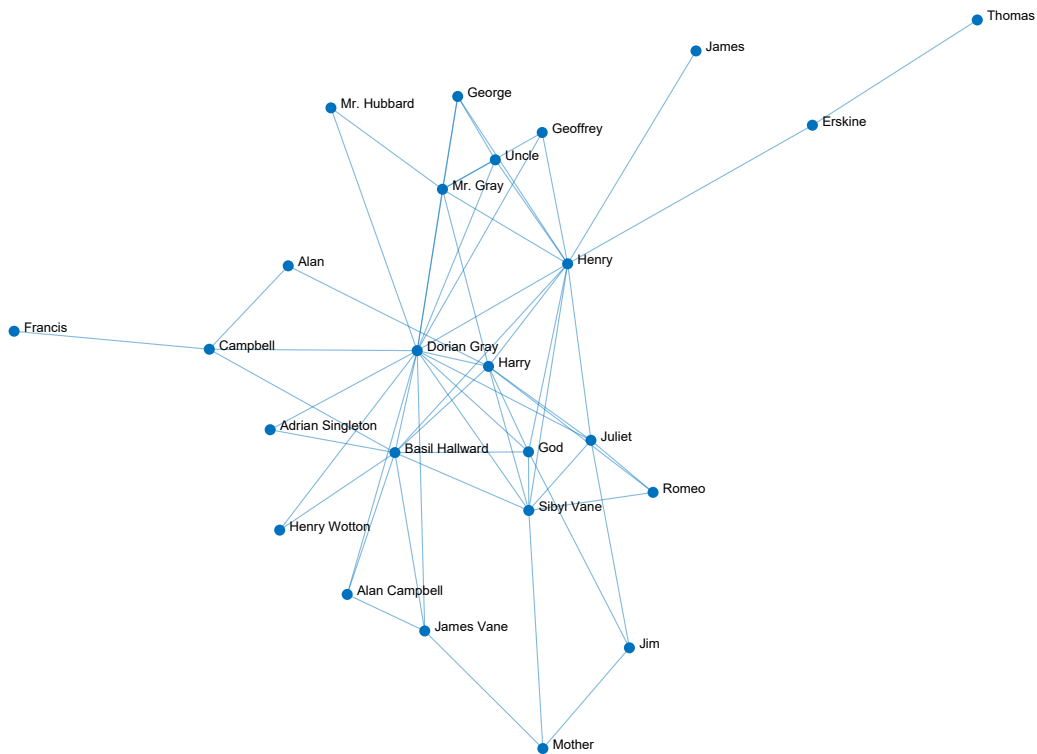 Thomas
James
George
Mr. Hubbard
Erskine
Geoffrey
Uncle
Mr. Gray
Henry
Alan
Francis
Campbell
Dorian Gray
Harry
Adrian Singleton
Juliet
Basil Hallward
God
Romeo
Sibyl Vane
Henry Wotton
Alan Campbell
James Vane
Jim
Mother